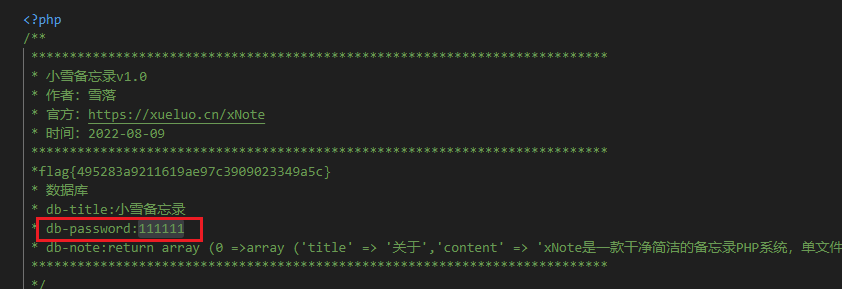 <?php
/**
****************************************************************************
* 小雪备忘录v1.0
* 作者：雪落
* 官方：https://xueluo.cn/xNote
* 时间：2022-08-09
****************************************************************************
*flag{495283a9211619ae97c3909023349a5c}
* 数据库
* db-title:小雪备忘录
* db-password:111111
* db-note:return array (0 =>array ('title' => '关于','content' => 'xNote是一款干净简洁的备忘录PHP系统，单文件
****************************************************************************
*/